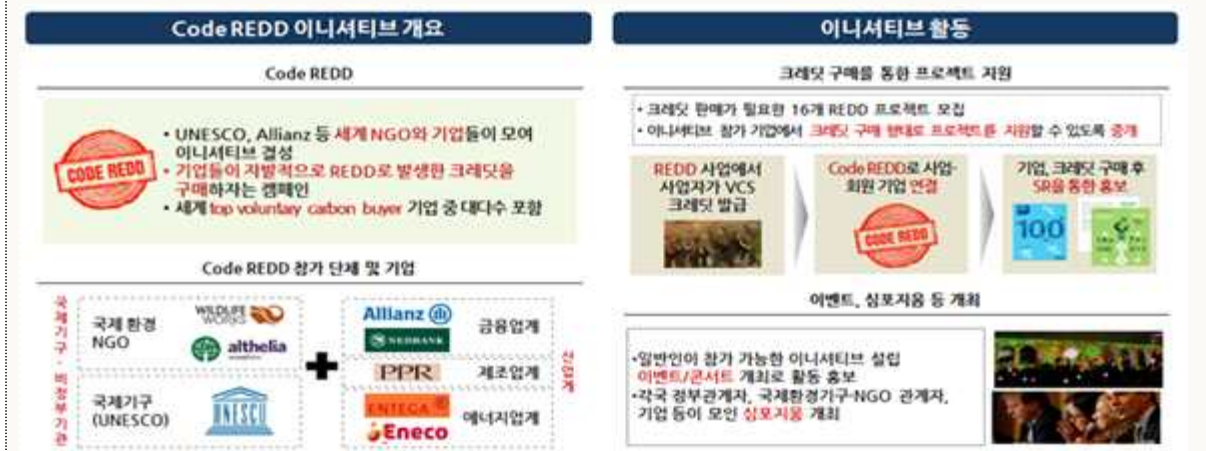 Code REDD 이니셔티브 개요
Code REDD
CODE REDD
• UNESCO, Allianz 등 세계 NGO와 기업들이 모여
이니셔티브 결성
• 기업들이 자발적으로 REDD로 발생한 크레딧을
구매하자는 캠페인
• 세계 top voluntary carbon buyer 기업 중 대다수 포함
Code REDD 참가 단체 및 기업
국제기구 비정부기관
국제 환경
NGO
WILDLIFE
WORKS
althelia
국제기구
(UNESCO)
UNESCO
Allianz
NEDBANK
금융업계
PPR
제조업계
ENTEGA
Eneco
에너지업계
산업계
이니셔티브 활동
크레딧 구매를 통한 프로젝트 지원
• 크레딧 판매가 필요한 16개 REDD 프로젝트 모집
• 이니셔티브 참가 기업에서 크레딧 구매 형태로 프로젝트를 지원할 수 있도록 중개
REDD 사업에서
사업자가 VCS
크레딧 발급
Code REDD로 사업-
회원 기업 연결
CODE REDD
기업, 크레딧 구매 후
SR을 통한 홍보
100
이벤트, 심포지움 등 개최
•일반인이 참가 가능한 이니셔티브 설립
이벤트/콘서트 개최로 활동 홍보
•각국 정부관계자, 국제환경기구·NGO 관계자,
기업 등이 모인 심포지움 개최